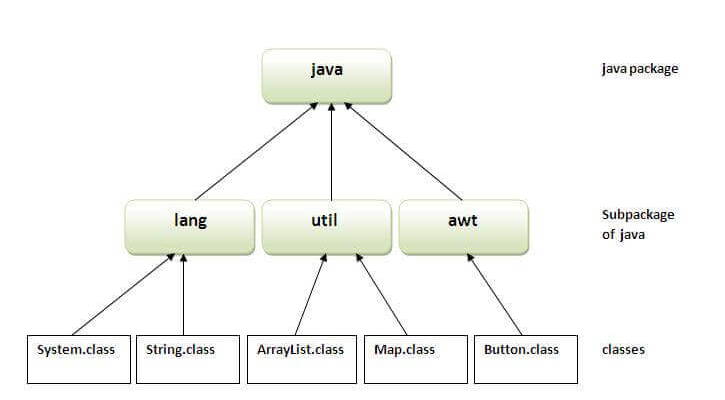 java
java package
lang
util
awt
Subpackage
of java
System.class
String.class
ArrayList.class
Map.class
Button.class
classes